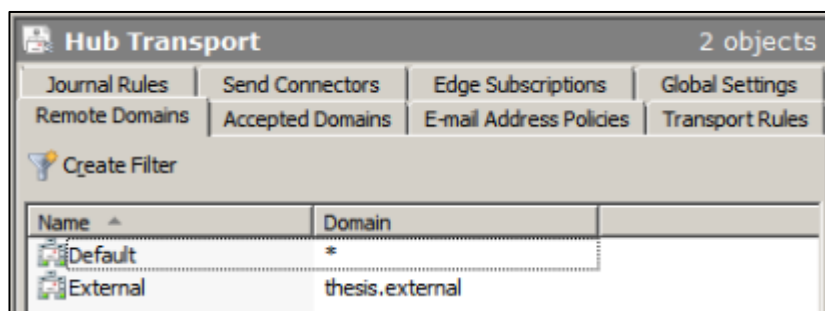 Hub Transport 2 objects
Journal Rules Send Connectors Edge Subscriptions Global Settings
Remote Domains Accepted Domains E-mail Address Policies Transport Rules
Create Filter
Name Domain
Default *
External thesis.external